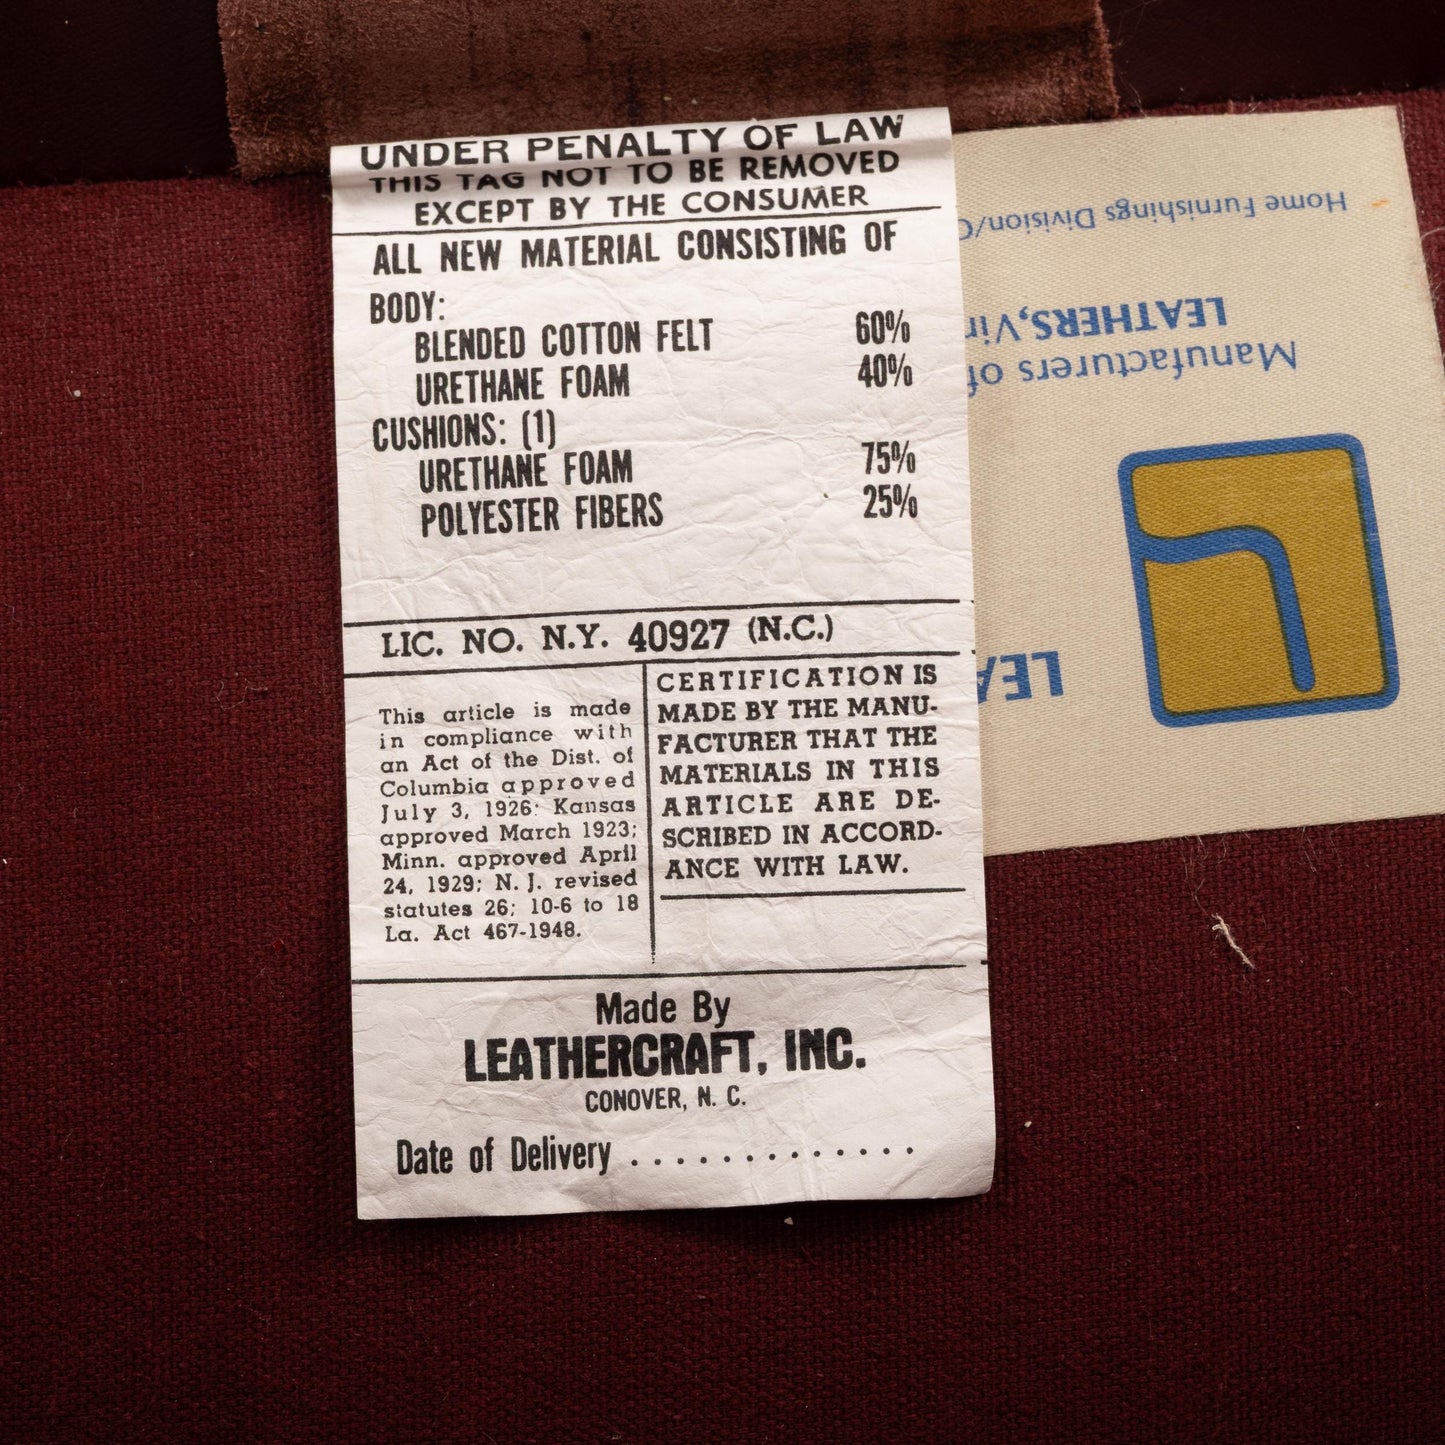 UNDER PENALTY OF LAW
THIS TAG NOT TO BE REMOVED
EXCEPT BY THE CONSUMER
ALL NEW MATERIAL CONSISTING OF
BODY:
BLENDED COTTON FELT 60%
URETHANE FOAM 40%
CUSHIONS: (1)
URETHANE FOAM 75%
POLYESTER FIBERS 25%
LIC. NO. N.Y. 40927 (N.C.)
This article is made
in compliance with
an Act of the Dist. of
Columbia approved
July 3, 1926: Kansas
approved March 1923;
Minn. approved April
24, 1929; N. J. revised
statutes 26; 10-6 to 18
La. Act 467-1948.
CERTIFICATION IS
MADE BY THE MANU-
FACTURER THAT THE
MATERIALS IN THIS
ARTICLE ARE DE-
SCRIBED IN ACCORD-
ANCE WITH LAW.
Made By
LEATHERCRAFT, INC.
CONOVER, N. C.
Date of Delivery .............
LEA
Manufacturers of
LEATHERS, Vir
Home Furnishings Division/